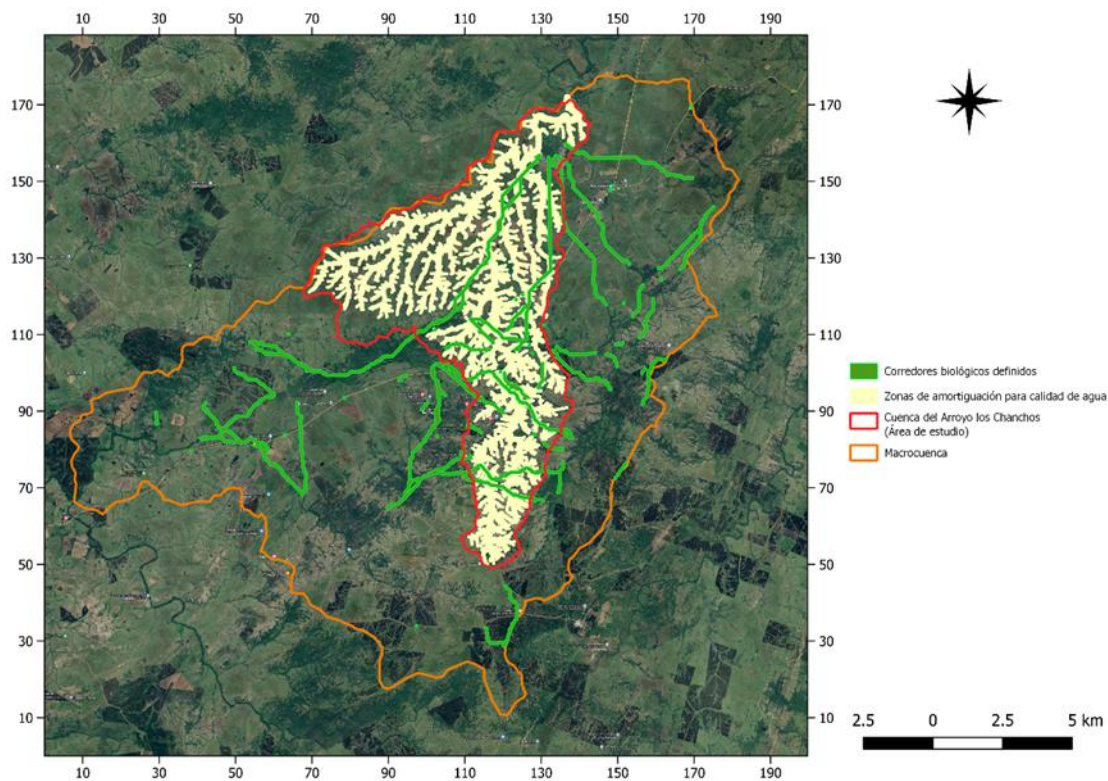 10 30 50 70 90 110 130 150 170 190
170 170
150 150
130 130
110 110
90 90
70 70
50 50
30 30
10 10
10 30 50 70 90 110 130 150 170 190
Corredores biológicos definidos
Zonas de amortiguación para calidad de agua
Cuenca del Arroyo los Chanchos
(Área de estudio)
Macrocuenca
2.5 0 2.5 5 km